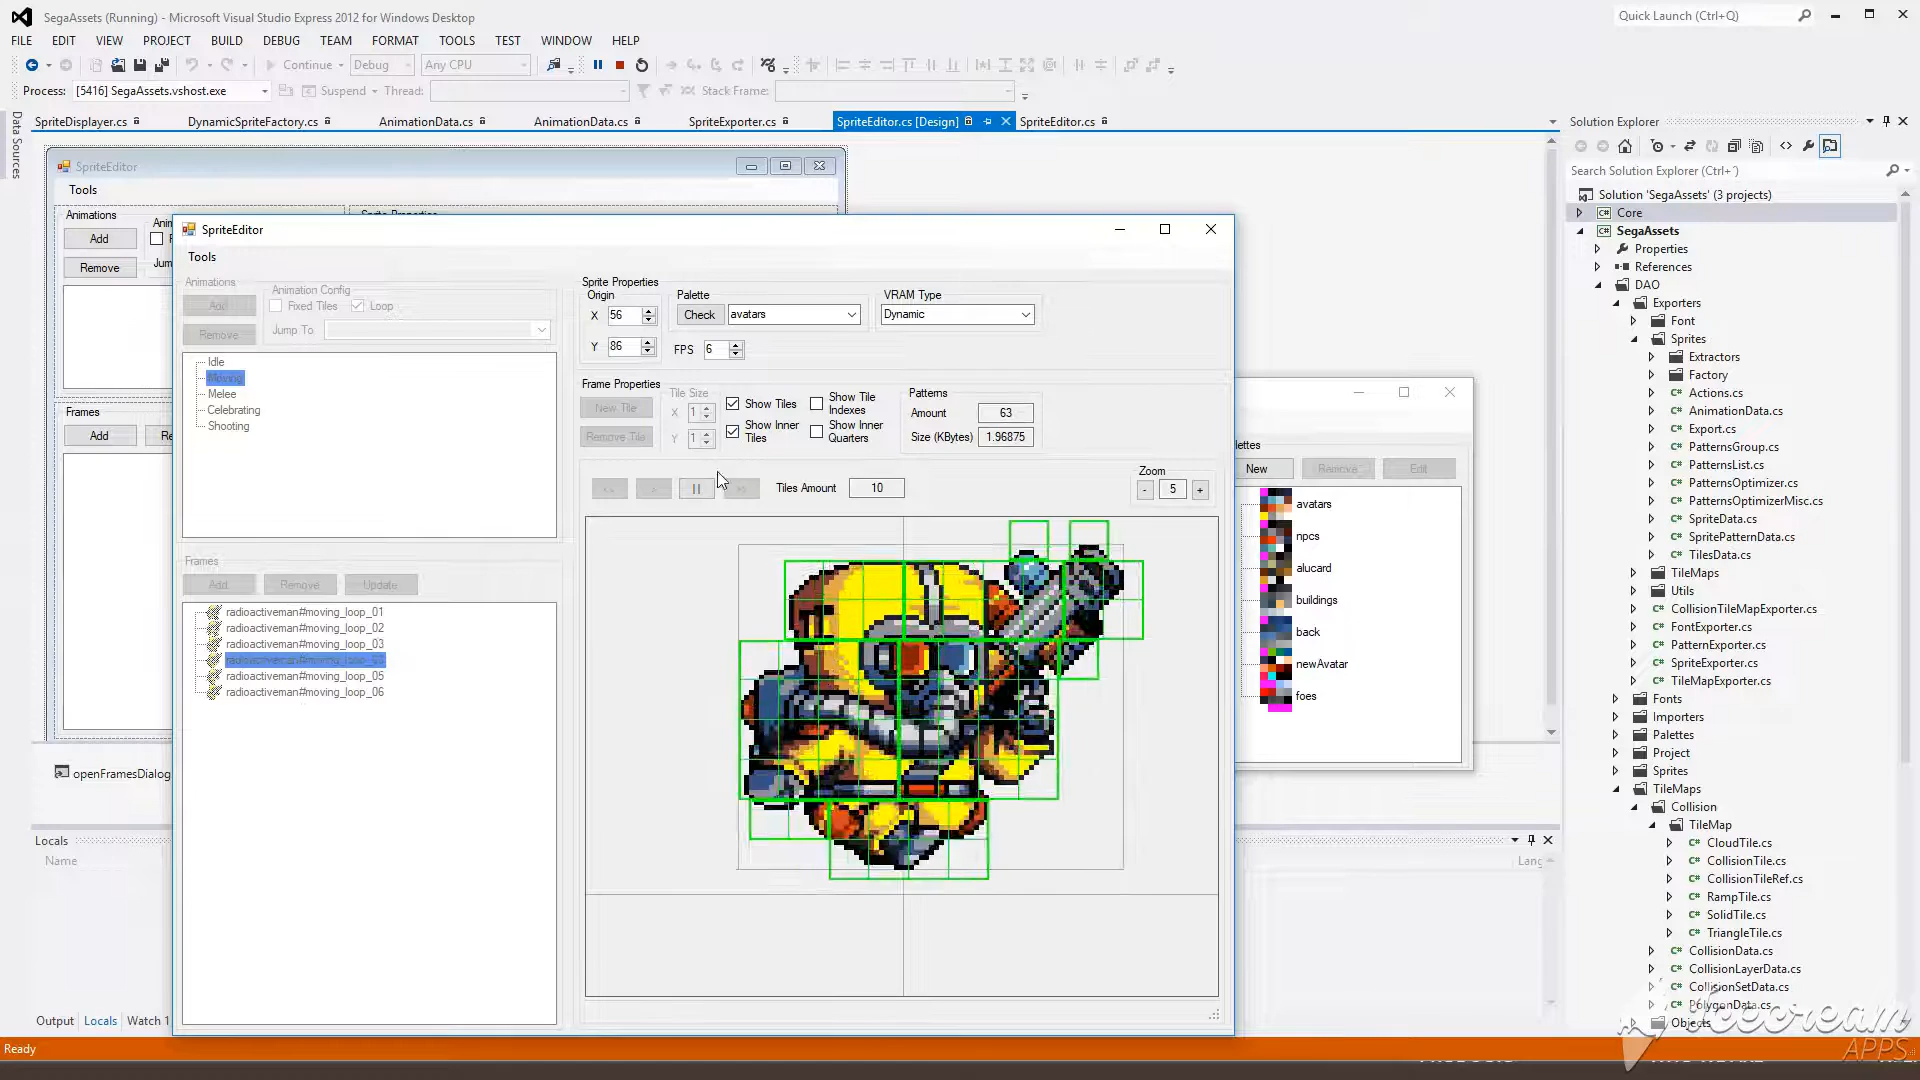 SegaAssets (Running) - Microsoft Visual Studio Express 2012 for Windows Desktop
Quick Launch (Ctrl+Q)
FILE EDIT VIEW PROJECT BUILD DEBUG TEAM FORMAT TOOLS TEST WINDOW HELP
Continue Debug Any CPU
Process: [5416] SegaAssets.vshost.exe Suspend Thread: Stack Frame:
Data Sources
SpriteDisplayer.cs DynamicSpriteFactory.cs AnimationData.cs AnimationData.cs SpriteExporter.cs SpriteEditor.cs [Design] SpriteEditor.cs
SpriteEditor
Tools
Animations
Add
Remove
Frames
Add
openFramesDialog
Locals
Name
Output Locals Watch 1
Ready
SpriteEditor
Tools
Animations
Add
Remove
Animation Config
Fixed Tiles Loop
Jump To:
Idle
Moving
Melee
Celebrating
Shooting
Frames
Add Remove Update
radioactiveman#moving_loop_01
radioactiveman#moving_loop_02
radioactiveman#moving_loop_03
radioactiveman#moving_loop_04
radioactiveman#moving_loop_05
radioactiveman#moving_loop_06
Sprite Properties
Origin
X 56
Y 86
Palette
Check avatars
FPS 6
VRAM Type
Dynamic
Frame Properties
New Tile
Remove Tile
Tile Size
X 1
Y 1
Show Tiles
Show Tile Indexes
Show Inner Tiles
Show Inner Quarters
Patterns
Amount 63
Size (KBytes) 1.96875
Tiles Amount 10
Zoom
- 5 +
New Remove Edit
avatars
npcs
alucard
buildings
back
newAvatar
foes
Solution Explorer
Search Solution Explorer (Ctrl+')
Solution 'SegaAssets' (3 projects)
Core
SegaAssets
Properties
References
DAO
Exporters
Font
Sprites
Extractors
Factory
Actions.cs
AnimationData.cs
Export.cs
PatternsGroup.cs
PatternsList.cs
PatternsOptimizer.cs
PatternsOptimizerMisc.cs
SpriteData.cs
SpritePatternData.cs
TilesData.cs
TileMaps
Utils
CollisionTileMapExporter.cs
FontExporter.cs
PatternExporter.cs
SpriteExporter.cs
TileMapExporter.cs
Fonts
Importers
Palettes
Project
Sprites
TileMaps
Collision
TileMap
CloudTile.cs
CollisionTile.cs
CollisionTileRef.cs
RampTile.cs
SolidTile.cs
TriangleTile.cs
CollisionData.cs
CollisionLayerData.cs
CollisionSetData.cs
PolygonData.cs
Objects
Icecream
APPS